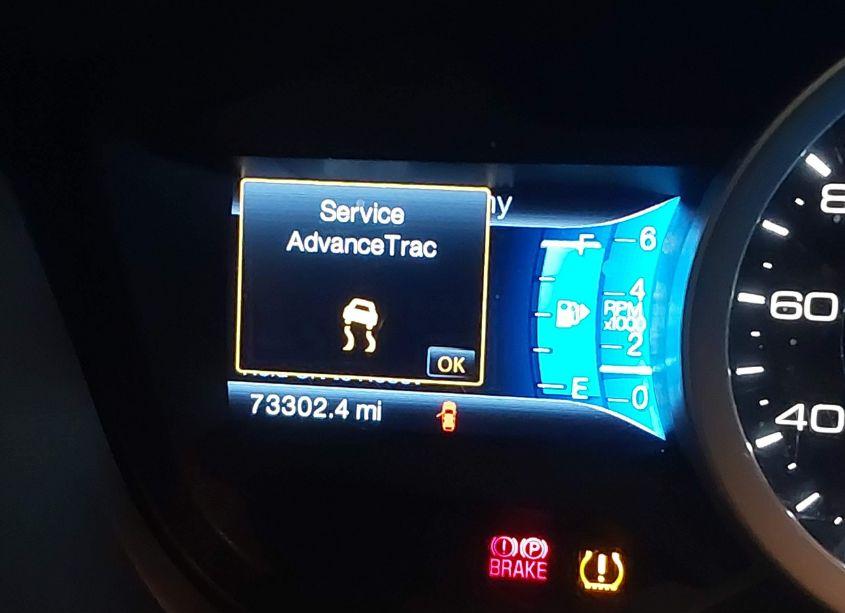 Service
AdvanceTrac
OK
73302.4 mi
F
E
6
4
RPM
x1000
2
0
60
40
BRAKE
P